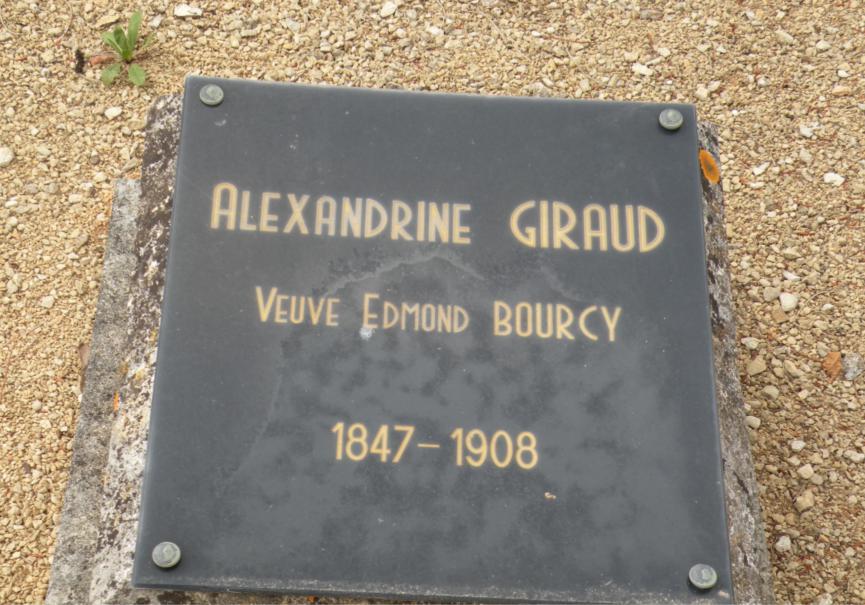 ALEXANDRINE GIRAUD
VEUVE EDMOND BOURCY
1847-1908